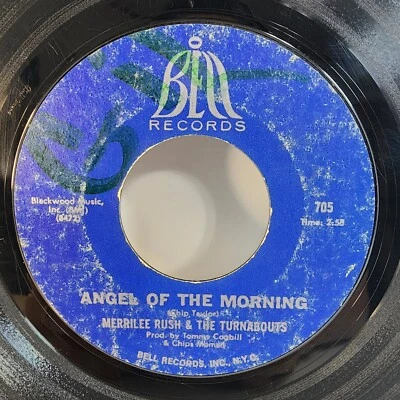 BELL
RECORDS
Blackwood Music,
Inc. (BMI)
(8472)
705
Time: 2:58
ANGEL OF THE MORNING
(Chip Taylor)
MERRILEE RUSH & THE TURNABOUTS
Prod. by Tommy Cogbill
& Chips Moman
BELL RECORDS, INC., N.Y.C.